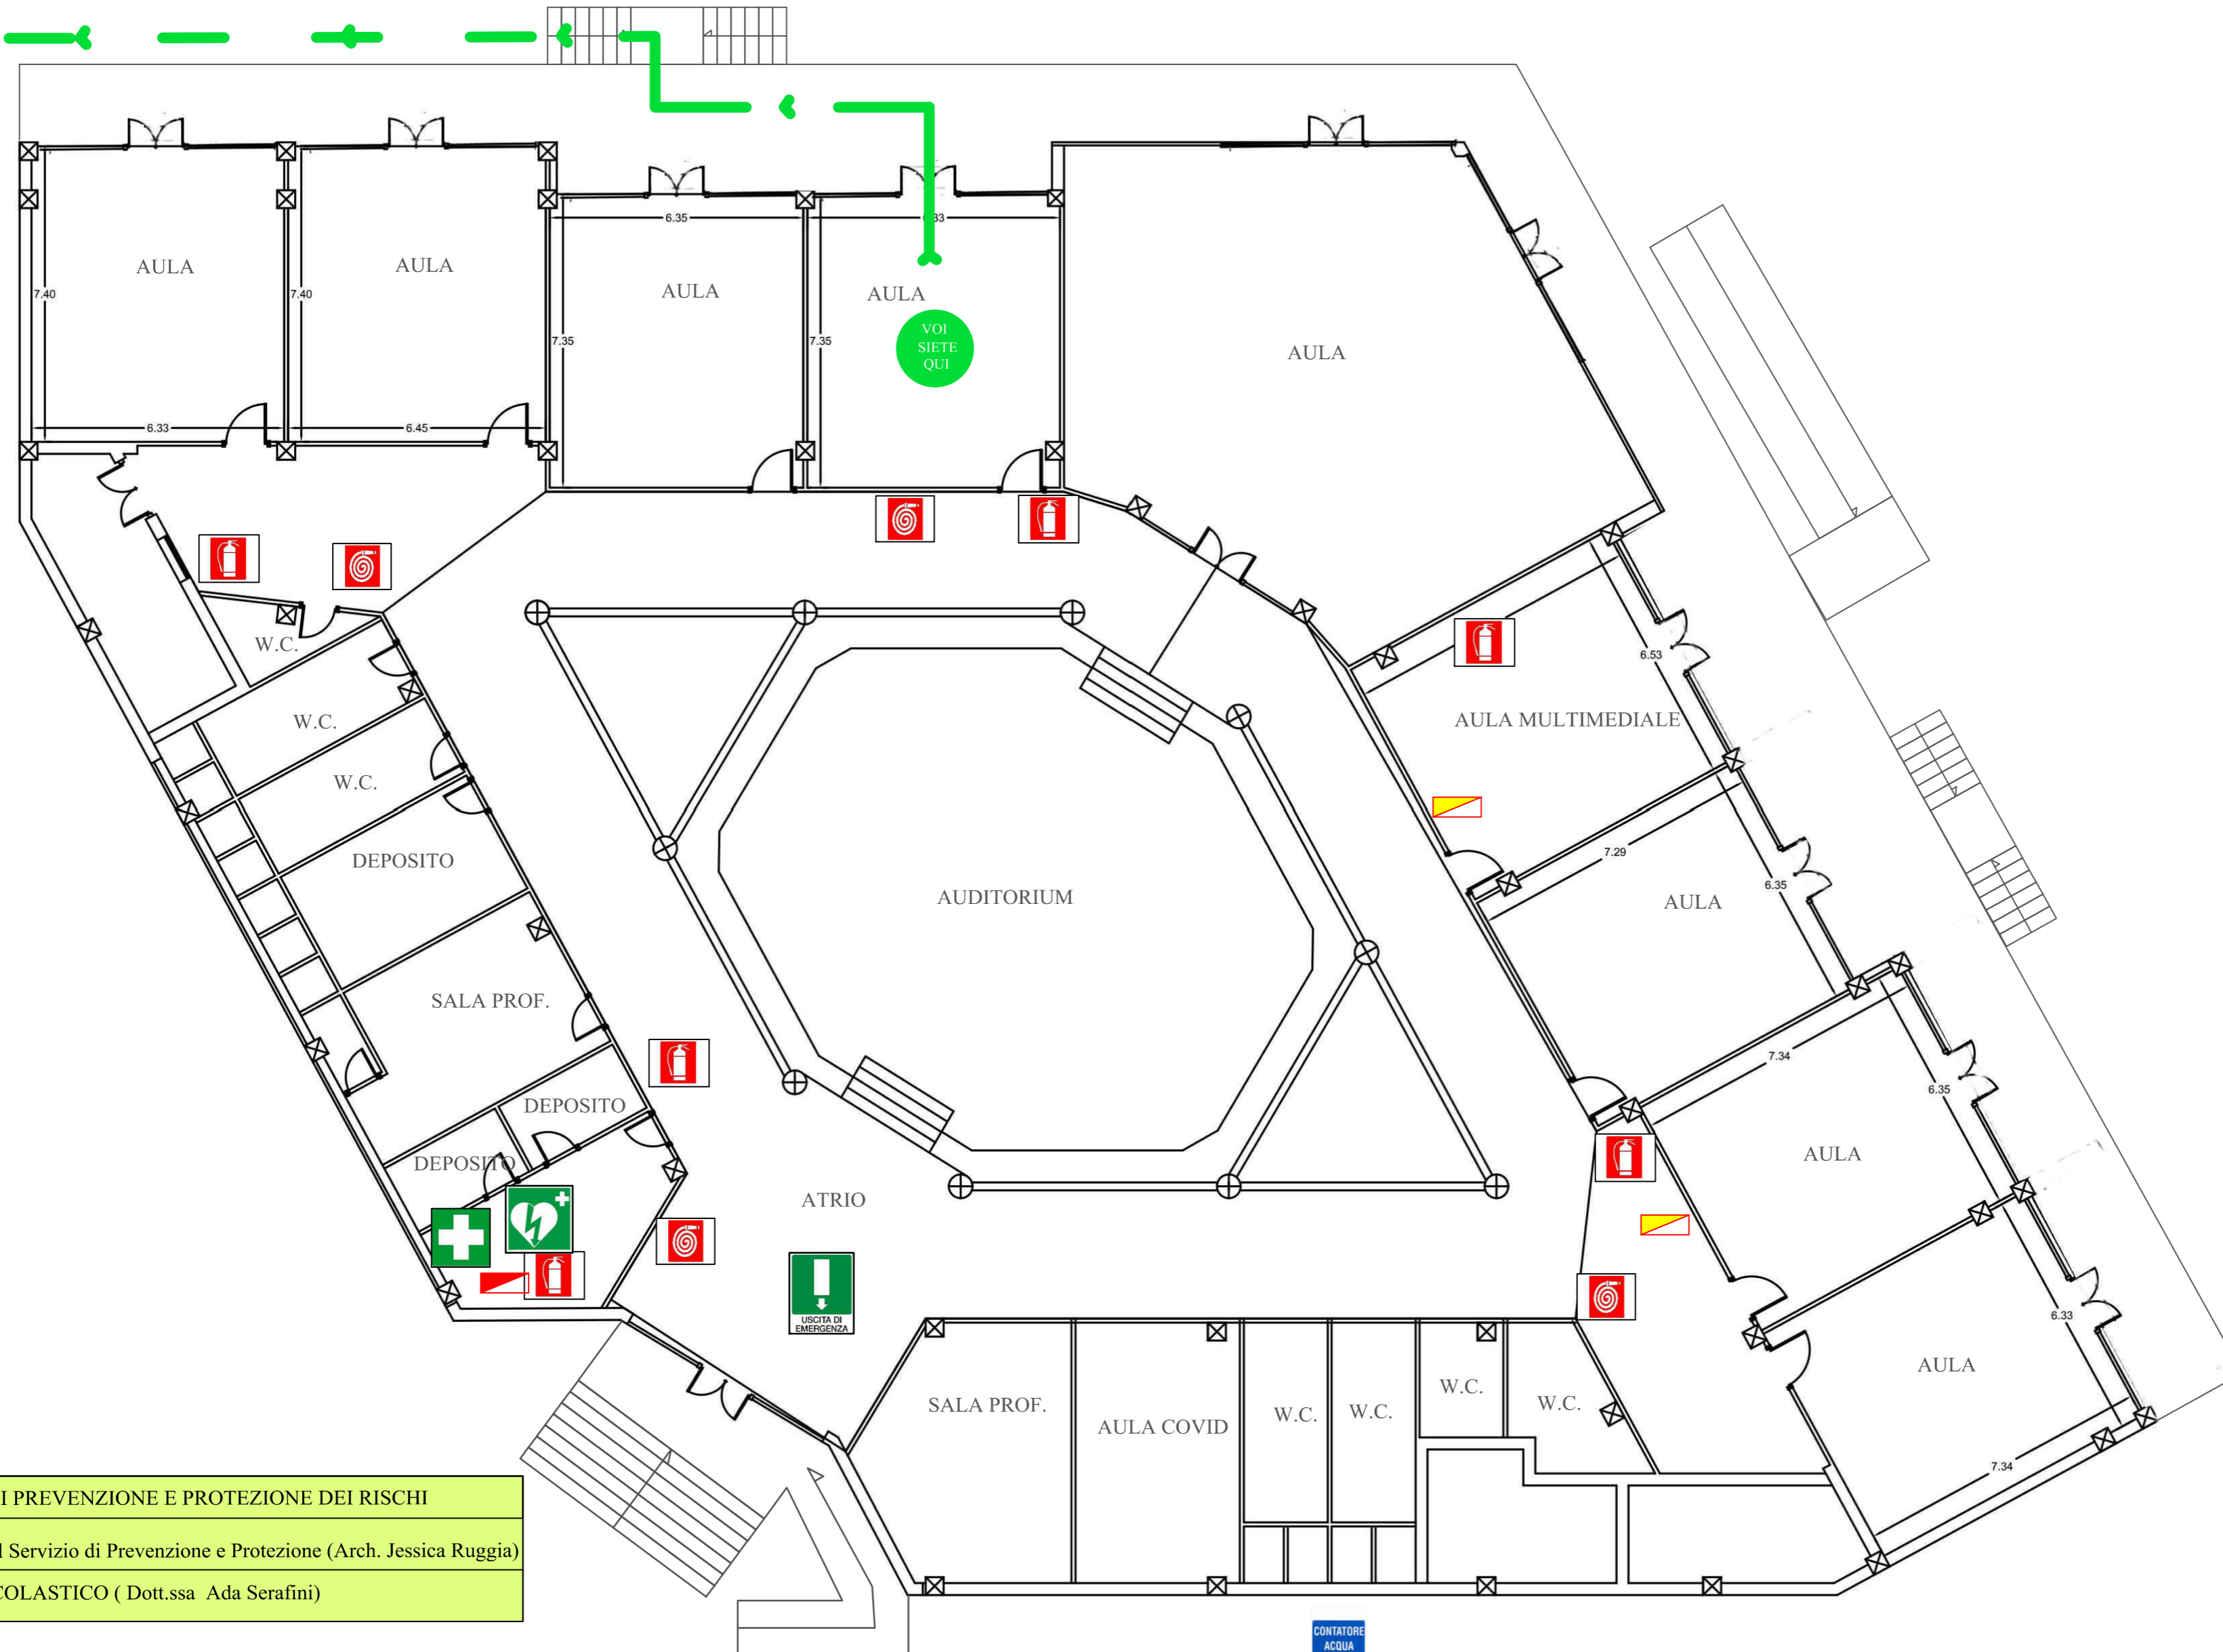 6.35
6.33
AULA
AULA
AULA
AULA
7.40
7.40
VOI
SIETE
QUI
7.35
7.35
AULA
6.33
6.45
W.C.
6.53
W.C.
AULA MULTIMEDIALE
W.C.
7.29
DEPOSITO
6.35
AUDITORIUM
AULA
SALA PROF.
7.34
6.35
DEPOSITO
AULA
DEPOSITO
ATRIO
USCITA DI
EMERGENZA
6.33
AULA
SALA PROF.
AULA COVID
W.C.
W.C.
W.C.
W.C.
7.34
I PREVENZIONE E PROTEZIONE DEI RISCHI
l Servizio di Prevenzione e Protezione (Arch. Jessica Ruggia)
COLASTICO ( Dott.ssa Ada Serafini)
CONTATORE
ACQUA